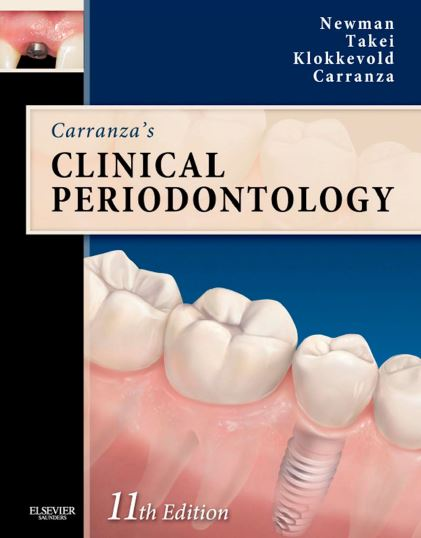 Newman
Takei
Klokkevold
Carranza
Carranza's
CLINICAL
PERIODONTOLOGY
11th Edition
ELSEVIER
SAUNDERS